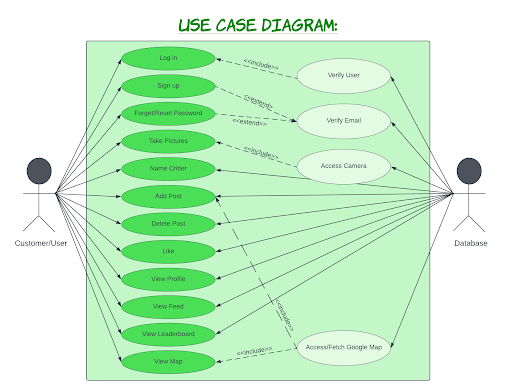 USE CASE DIAGRAM:
Log in
<<include>>
Verify User
Sign up
<<extend>
Forget/Reset Password
<<extend>>
Verify Email
Take Pictures
<<include>>
Access Camera
Name Critter
Add Post
Customer/User
Database
Delete Post
Like
View Profile
View Feed
<<include>>
View Leaderboard
View Map
<<include>>
Access/Fetch Google Map